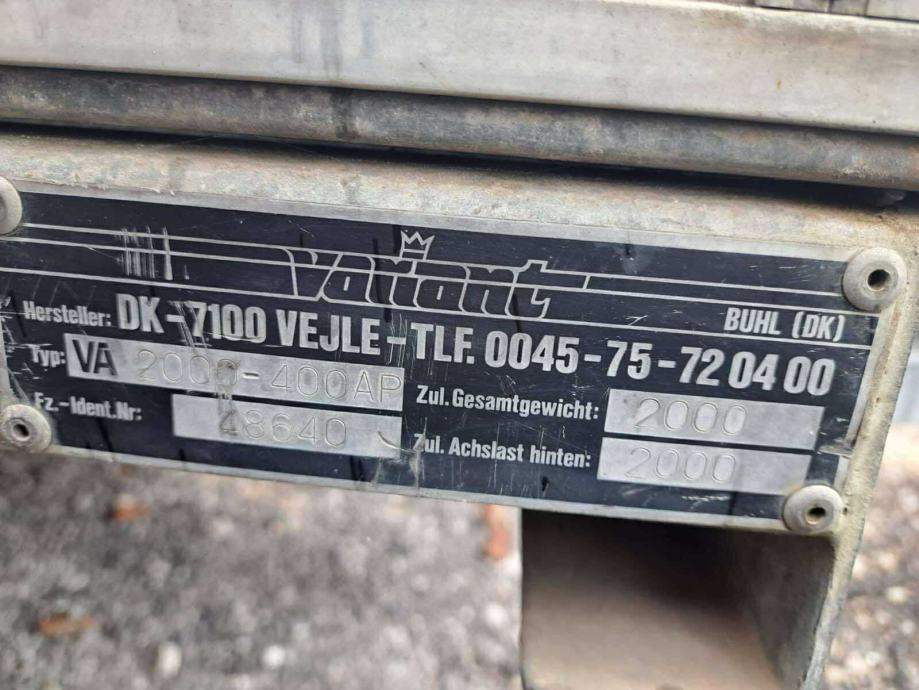 variant
BUHL (DK)
Hersteller: DK-7100 VEJLE-TLF. 0045-75-72 04 00
Typ: VA 2000-400AP Zul. Gesamtgewicht: 2000
Fz.-Ident.Nr: 28640 Zul. Achslast hinten: 2000